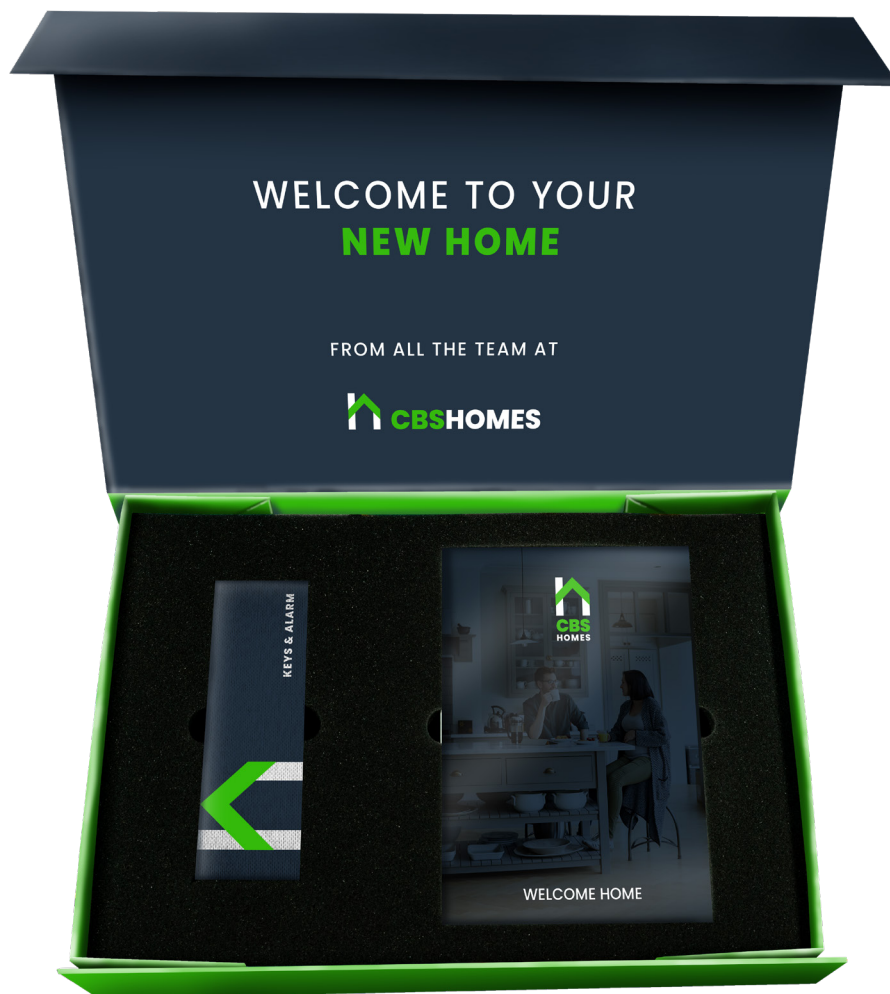 WELCOME TO YOUR
NEW HOME
FROM ALL THE TEAM AT
CBSHOMES
KEYS & ALARM
CBS
HOMES
WELCOME HOME